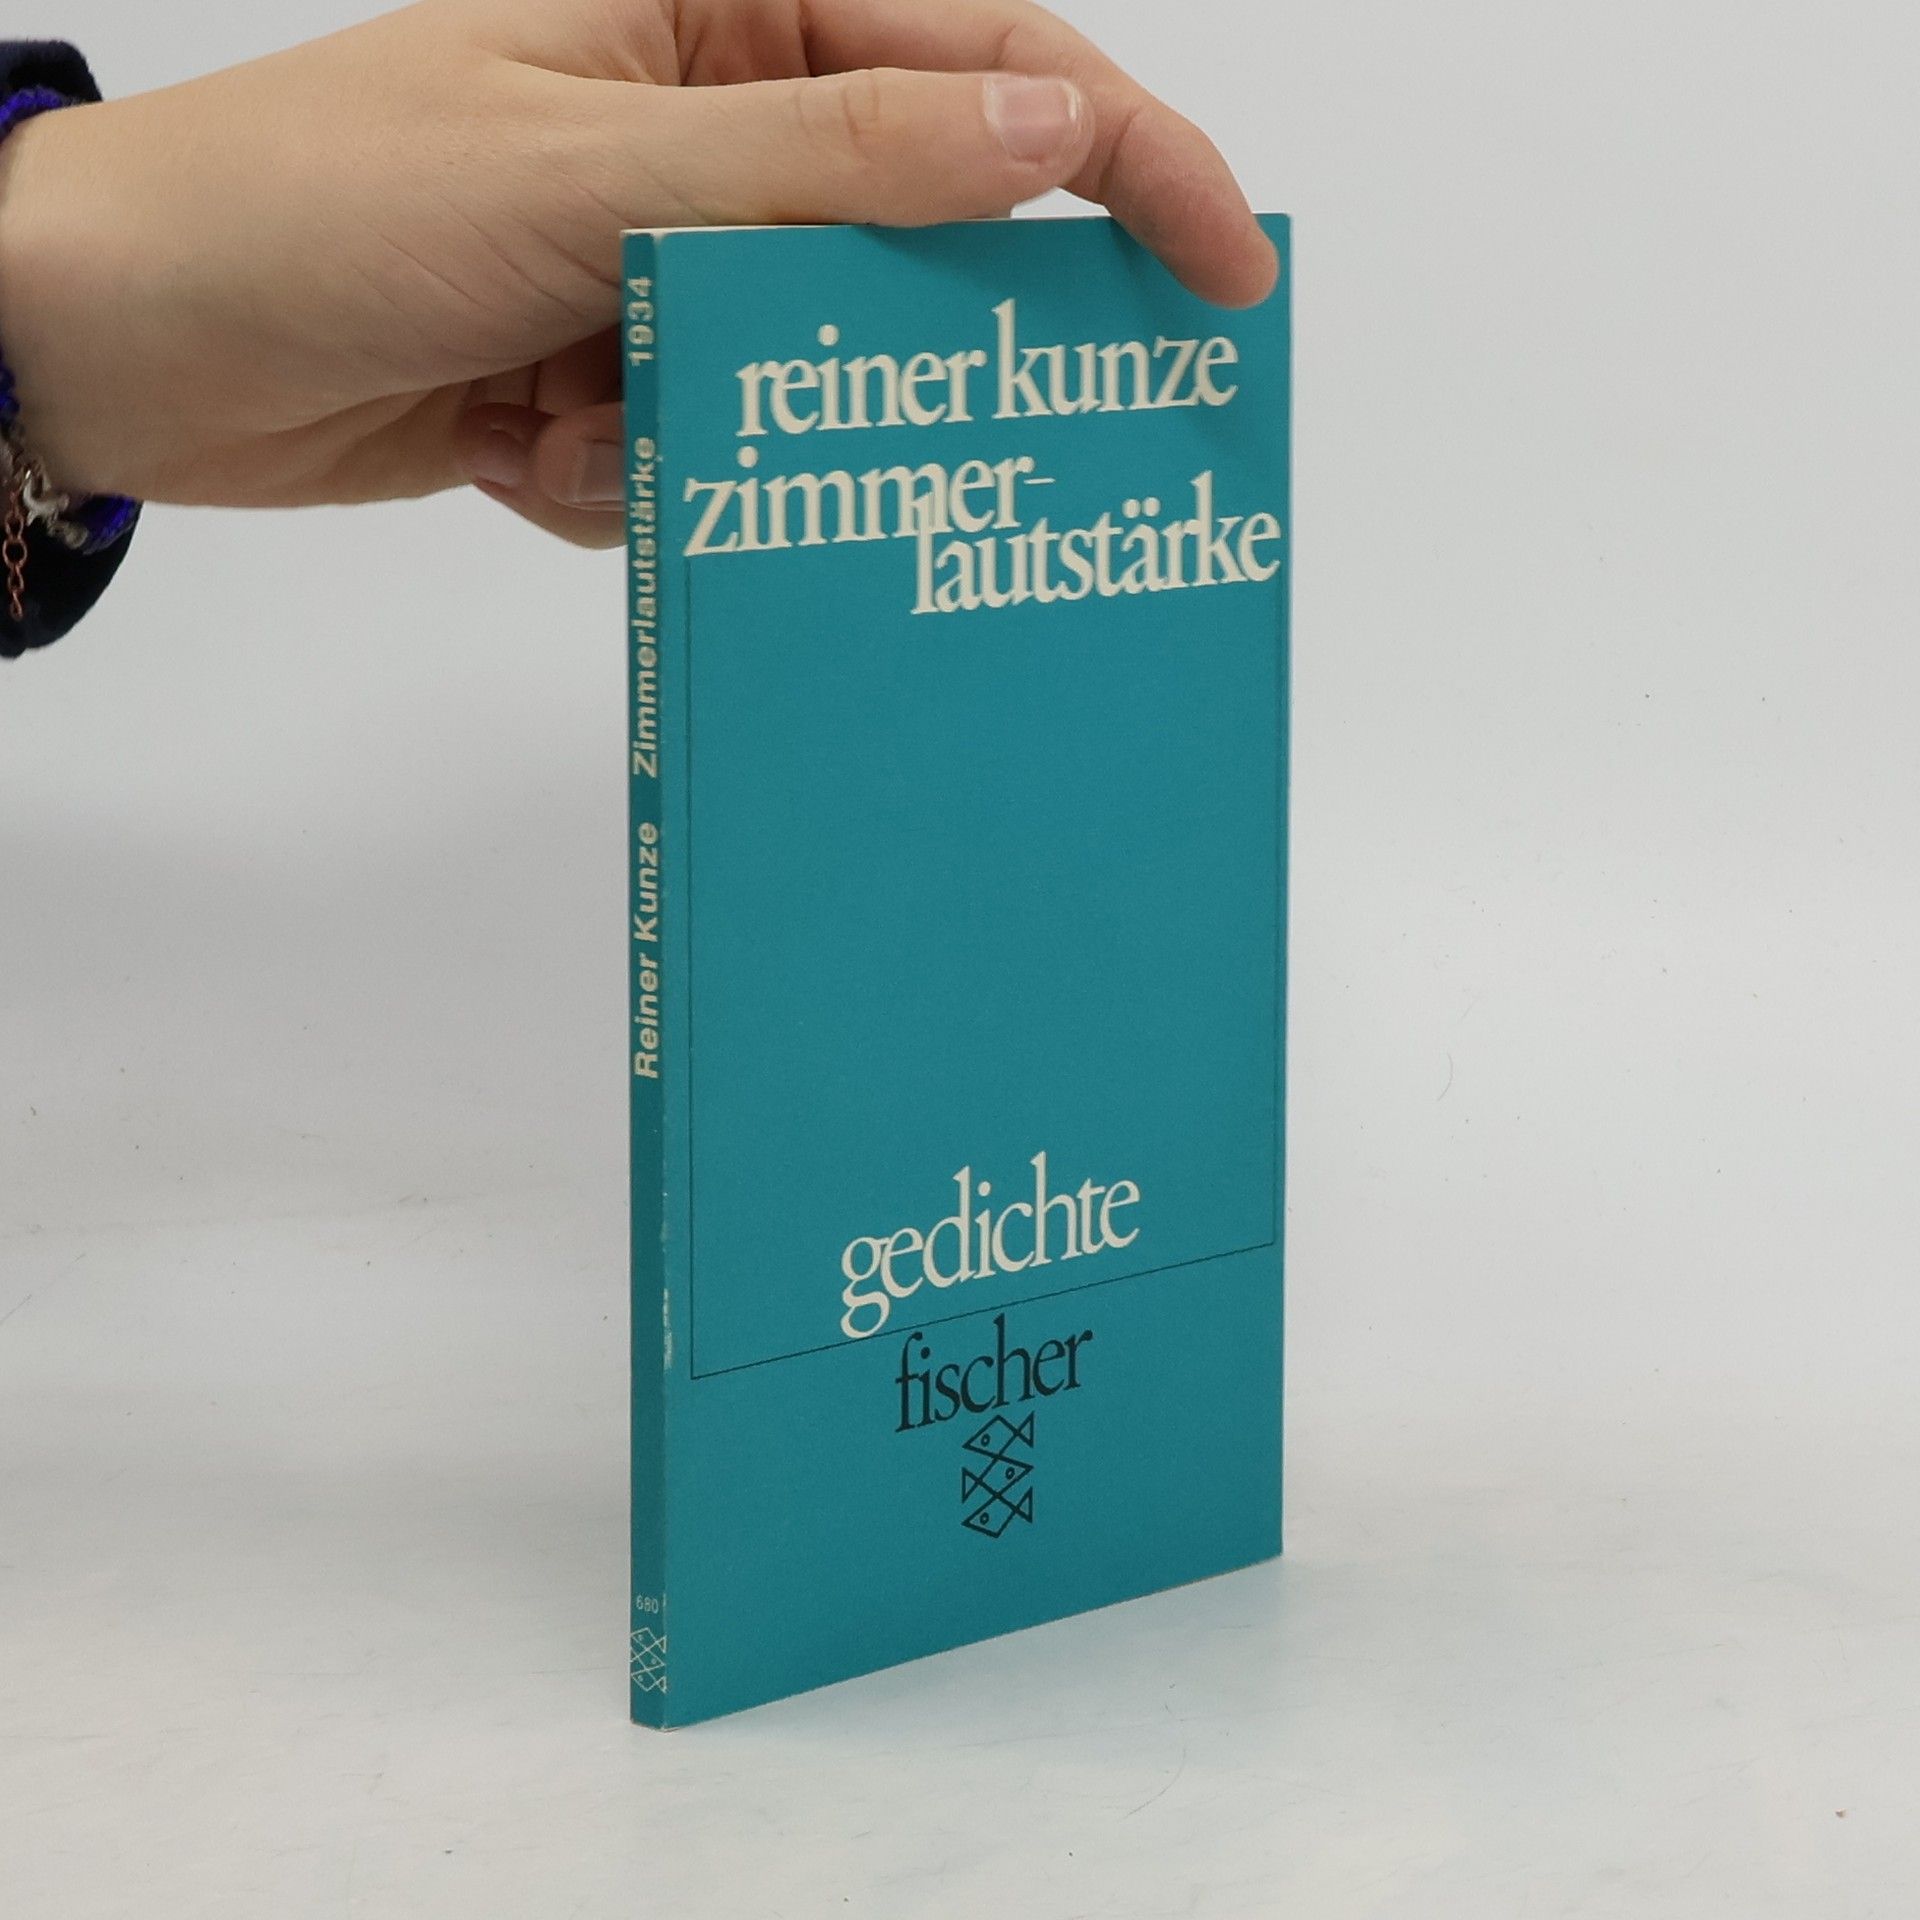 reiner kunze
zimmer-
lautstärke
gedichte
fischer
Reiner Kunze Zimmerlautstärke 1934
680